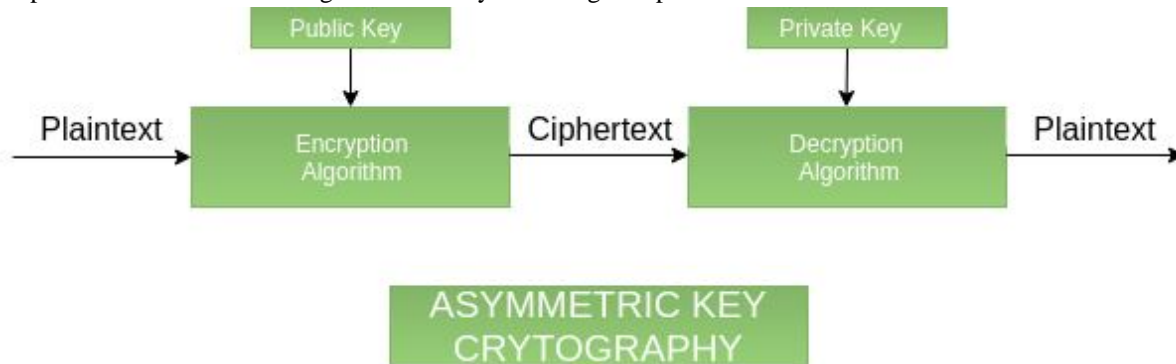 Public Key
Private Key
Plaintext
Encryption
Algorithm
Ciphertext
Decryption
Algorithm
Plaintext
ASYMMETRIC KEY
CRYTOGRAPHY